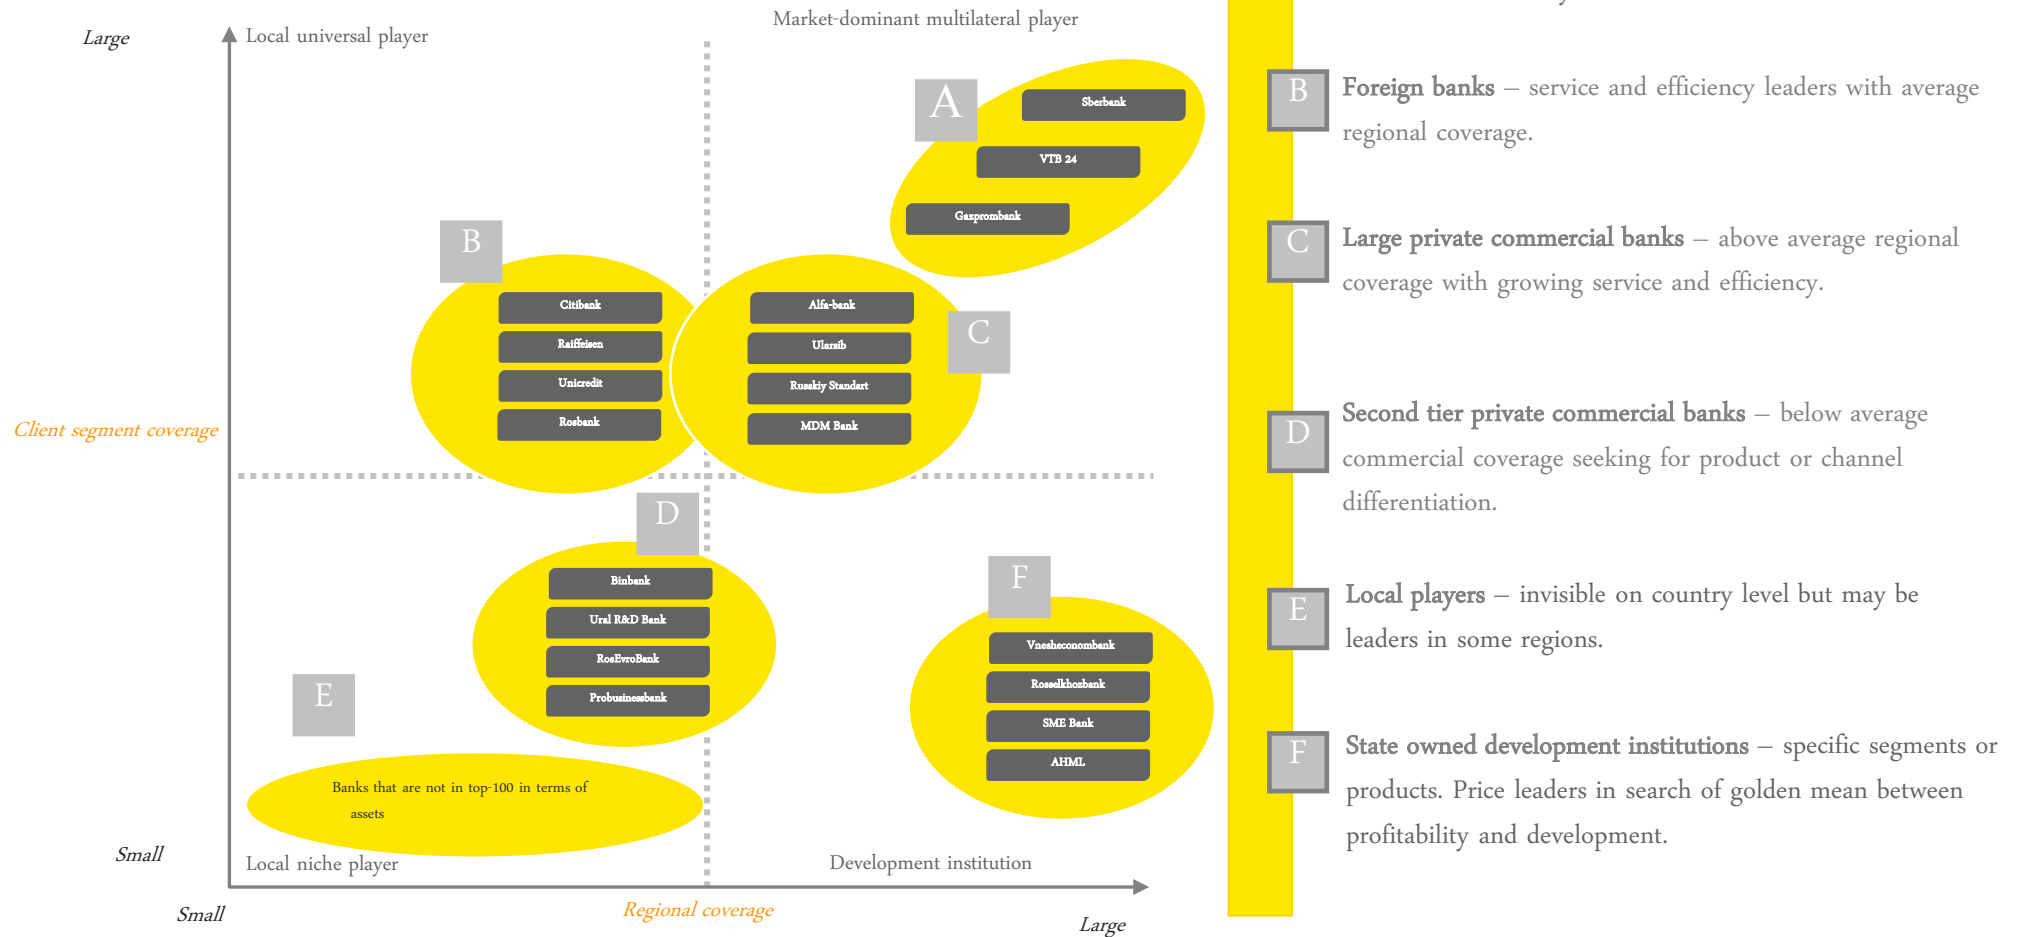 Market-dominant multilateral player
Large
Local universal player
A
Sberbank
VTB 24
Gazprombank
B
Citibank
Raiffeisen
Unicredit
Rosbank
Alfa-bank
Ularsib
Russkiy Standart
MDM Bank
C
Client segment coverage
D
Binbank
Ural R&D Bank
RosEvroBank
Probusinessbank
F
Vnesheconombank
Rosselkhozbank
SME Bank
AHML
E
Banks that are not in top-100 in terms of
assets
Small
Local niche player
Development institution
Small
Regional coverage
Large
B
Foreign banks – service and efficiency leaders with average
regional coverage.
C
Large private commercial banks – above average regional
coverage with growing service and efficiency.
D
Second tier private commercial banks – below average
commercial coverage seeking for product or channel
differentiation.
E
Local players – invisible on country level but may be
leaders in some regions.
F
State owned development institutions – specific segments or
products. Price leaders in search of golden mean between
profitability and development.